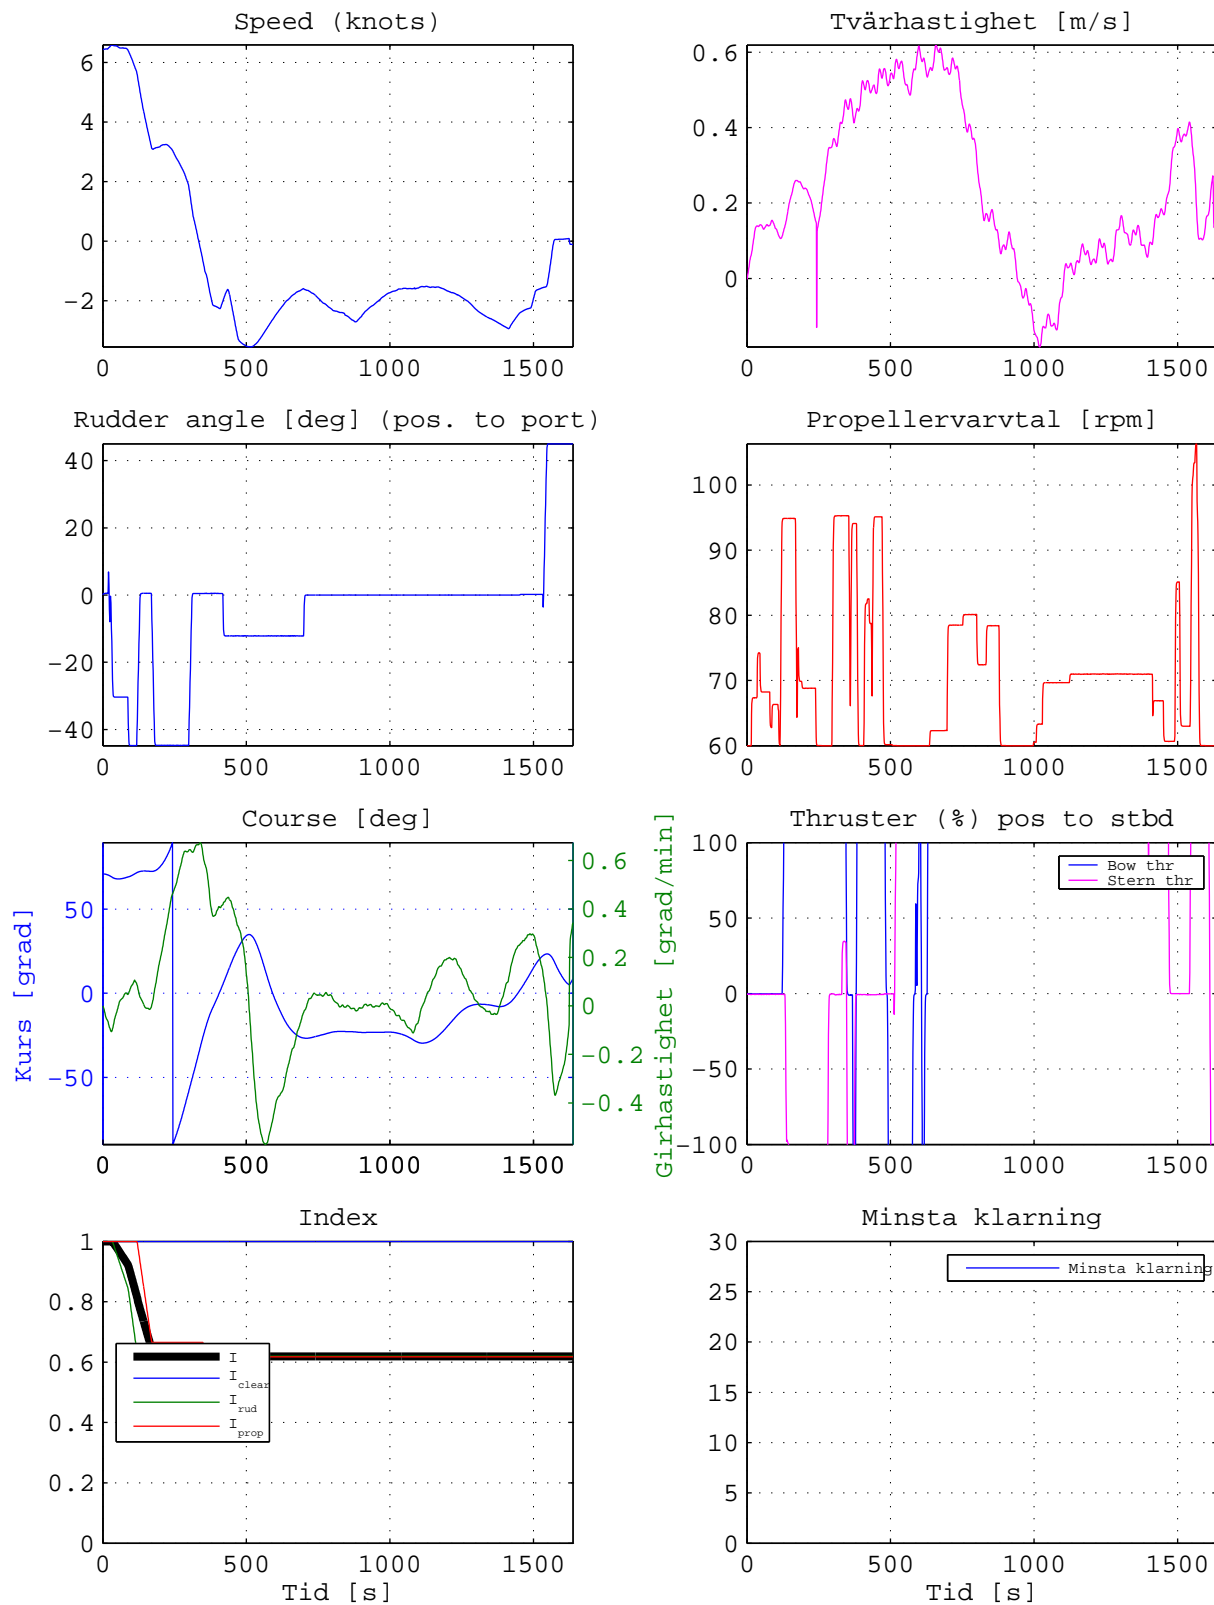 Speed (knots)
6
4
2
0
−2
0 500 1000 1500
Tvärhastighet [m/s]
0.6
0.4
0.2
0
0 500 1000 1500
Rudder angle [deg] (pos. to port)
40
20
0
−20
−40
0 500 1000 1500
Propellervarvtal [rpm]
100
90
80
70
60
0 500 1000 1500
Course [deg]
Kurs [grad]
50
0
−50
0 500 1000 1500
Girhastighet [grad/min]
0.6
0.4
0.2
0
−0.2
−0.4
Thruster (%) pos to stbd
100
50
0
−50
−100
0 500 1000 1500
Bow thr
Stern thr
Index
1
0.8
0.6
0.4
0.2
0
0 500 1000 1500
I
I clear
I rud
I prop
Tid [s]
Minsta klarning
30
25
20
15
10
5
0
0 500 1000 1500
Minsta klarning
Tid [s]